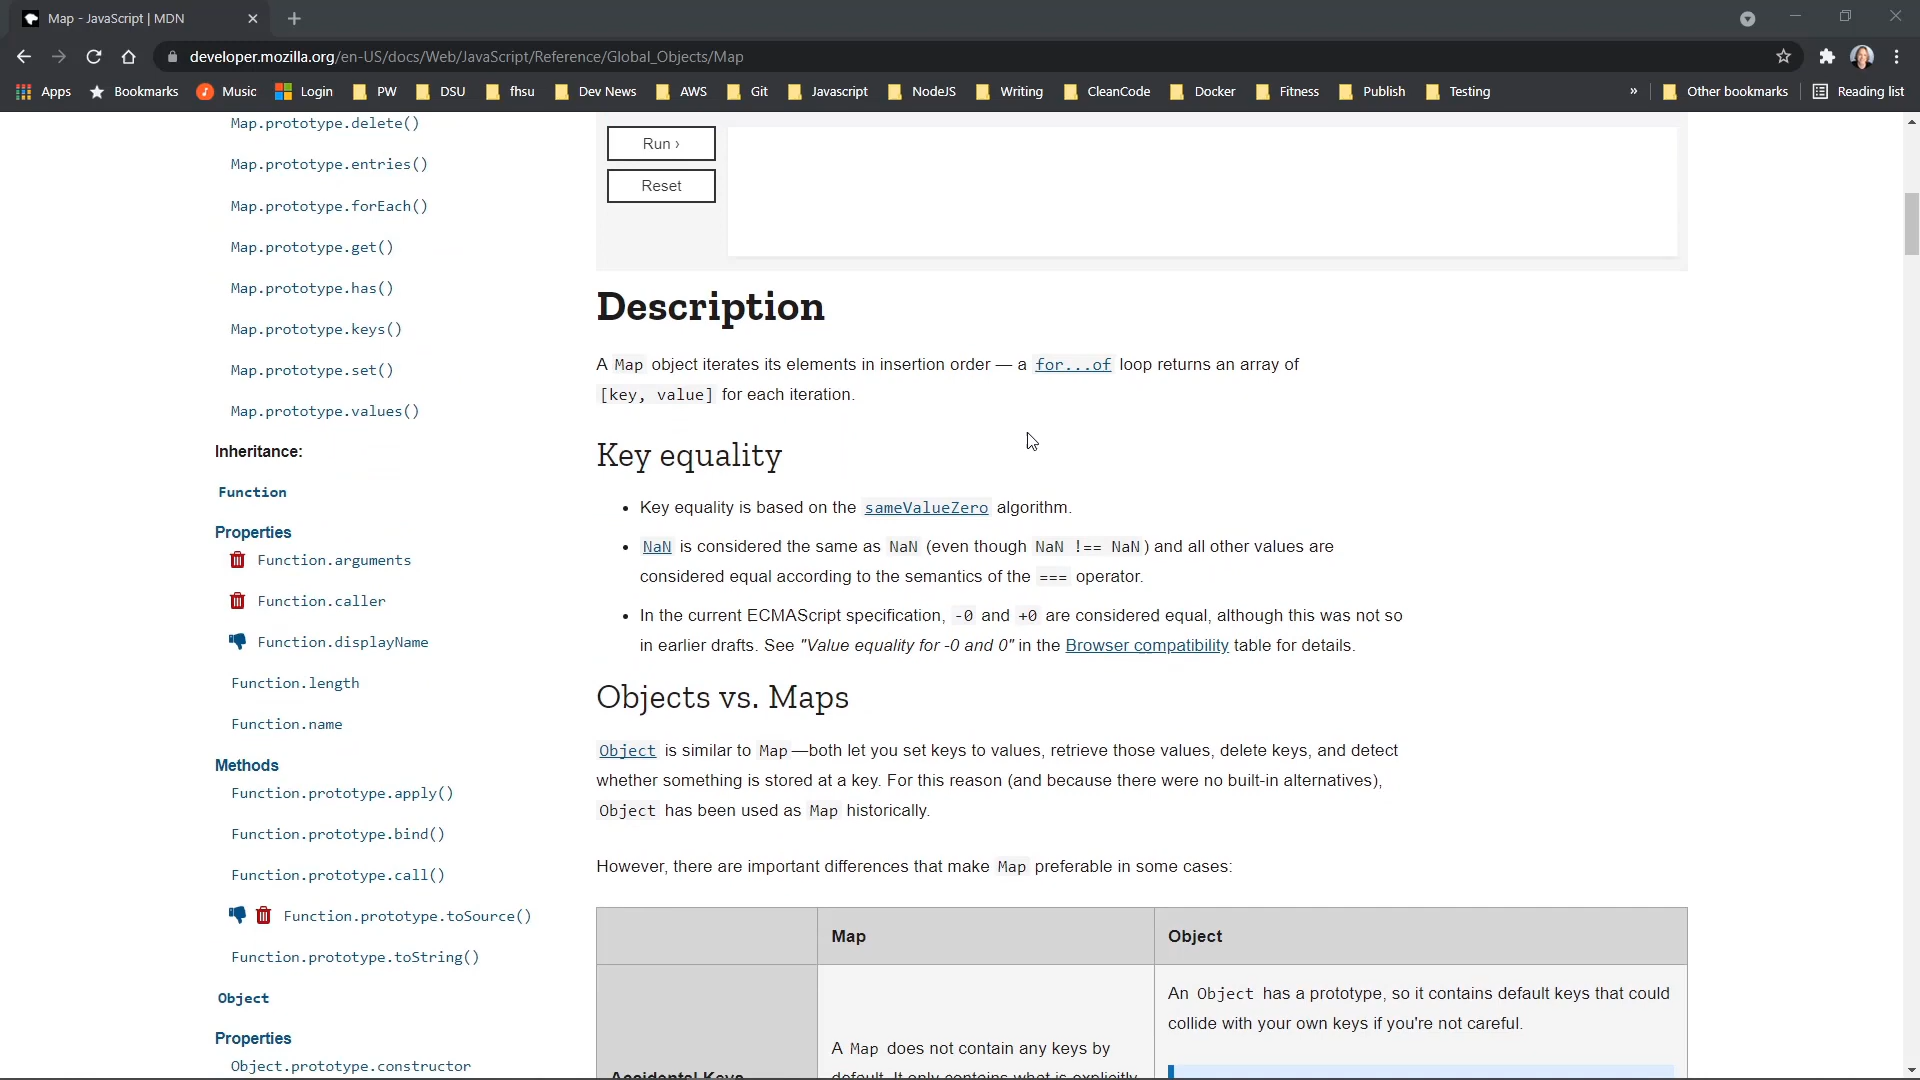 Map - JavaScript | MDN
developer.mozilla.org/en-US/docs/Web/JavaScript/Reference/Global_Objects/Map
Apps Bookmarks Music Login PW DSU fhsu Dev News AWS Git Javascript NodeJS Writing CleanCode Docker Fitness Publish Testing » Other bookmarks Reading list
Map.prototype.delete()
Map.prototype.entries()
Map.prototype.forEach()
Map.prototype.get()
Map.prototype.has()
Map.prototype.keys()
Map.prototype.set()
Map.prototype.values()
Inheritance:
Function
Properties
Function.arguments
Function.caller
Function.displayName
Function.length
Function.name
Methods
Function.prototype.apply()
Function.prototype.bind()
Function.prototype.call()
Function.prototype.toSource()
Function.prototype.toString()
Object
Properties
Object.prototype.constructor
Run ›
Reset
Description
A Map object iterates its elements in insertion order — a for...of loop returns an array of
[key, value] for each iteration.
Key equality
• Key equality is based on the sameValueZero algorithm.
• NaN is considered the same as NaN (even though NaN !== NaN) and all other values are
considered equal according to the semantics of the === operator.
• In the current ECMAScript specification, -0 and +0 are considered equal, although this was not so
in earlier drafts. See "Value equality for -0 and 0" in the Browser compatibility table for details.
Objects vs. Maps
Object is similar to Map—both let you set keys to values, retrieve those values, delete keys, and detect
whether something is stored at a key. For this reason (and because there were no built-in alternatives),
Object has been used as Map historically.
However, there are important differences that make Map preferable in some cases:
Map Object
An Object has a prototype, so it contains default keys that could
collide with your own keys if you're not careful.
A Map does not contain any keys by
Accidental Keys default. It only contains what is explicitly